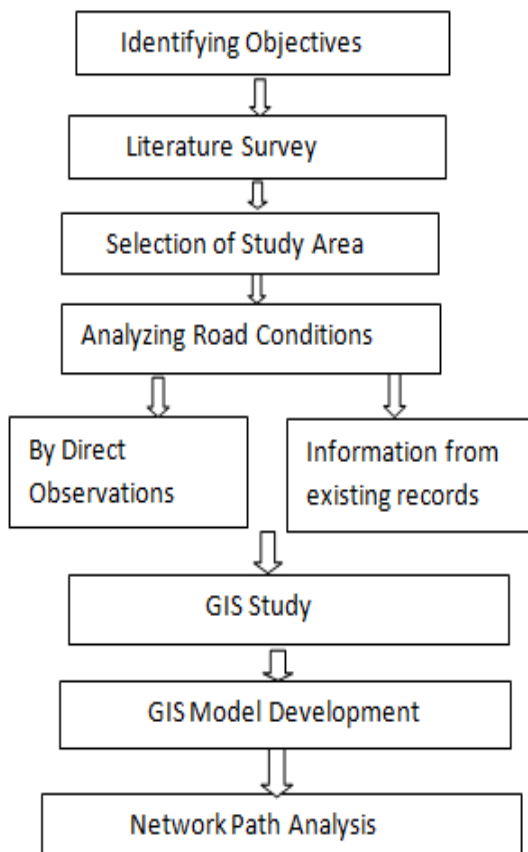 Identifying Objectives
Literature Survey
Selection of Study Area
Analyzing Road Conditions
By Direct
Observations
Information from
existing records
GIS Study
GIS Model Development
Network Path Analysis